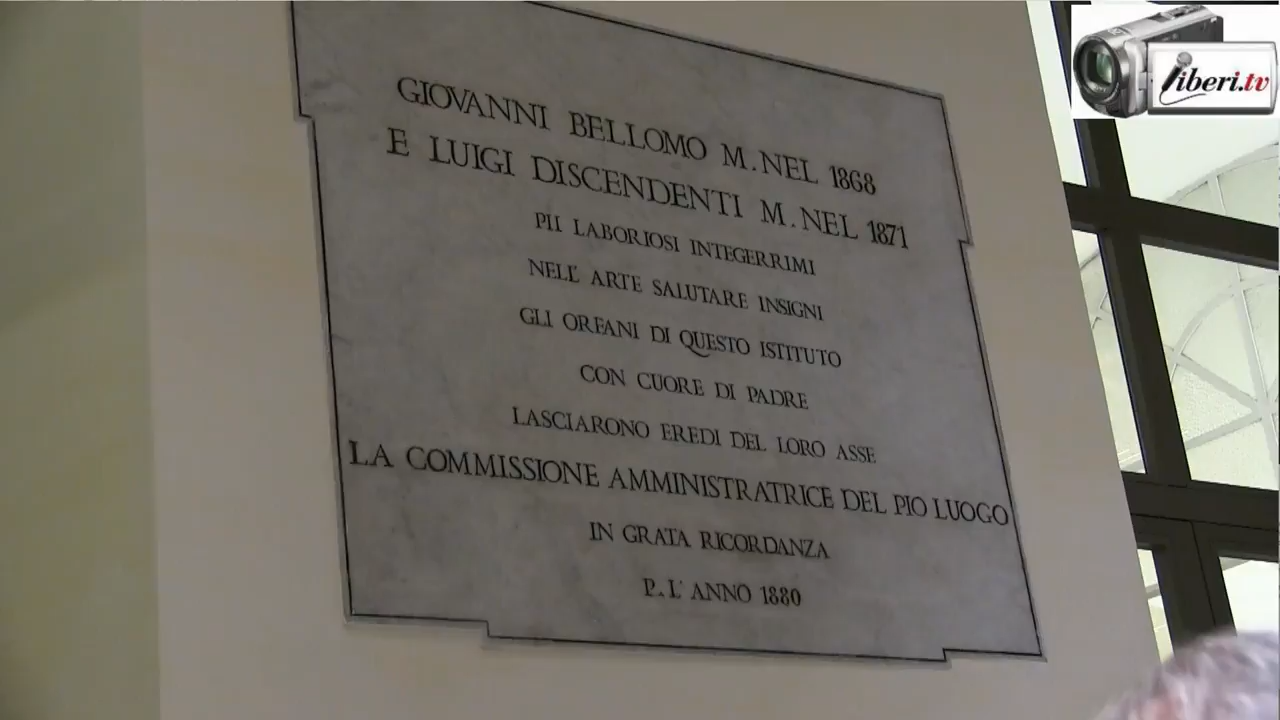 GIOVANNI BELLOMO M. NEL 1868
E LUIGI DISCENDENTI M. NEL 1871
PII LABORIOSI INTEGERRIMI
NELL' ARTE SALUTARE INSIGNI
GLI ORFANI DI QUESTO ISTITUTO
CON CUORE DI PADRE
LASCIARONO EREDI DEL LORO ASSE
LA COMMISSIONE AMMINISTRATRICE DEL PIO LUOGO
IN GRATA RICORDANZA
P. L' ANNO 1880
liberi.tv